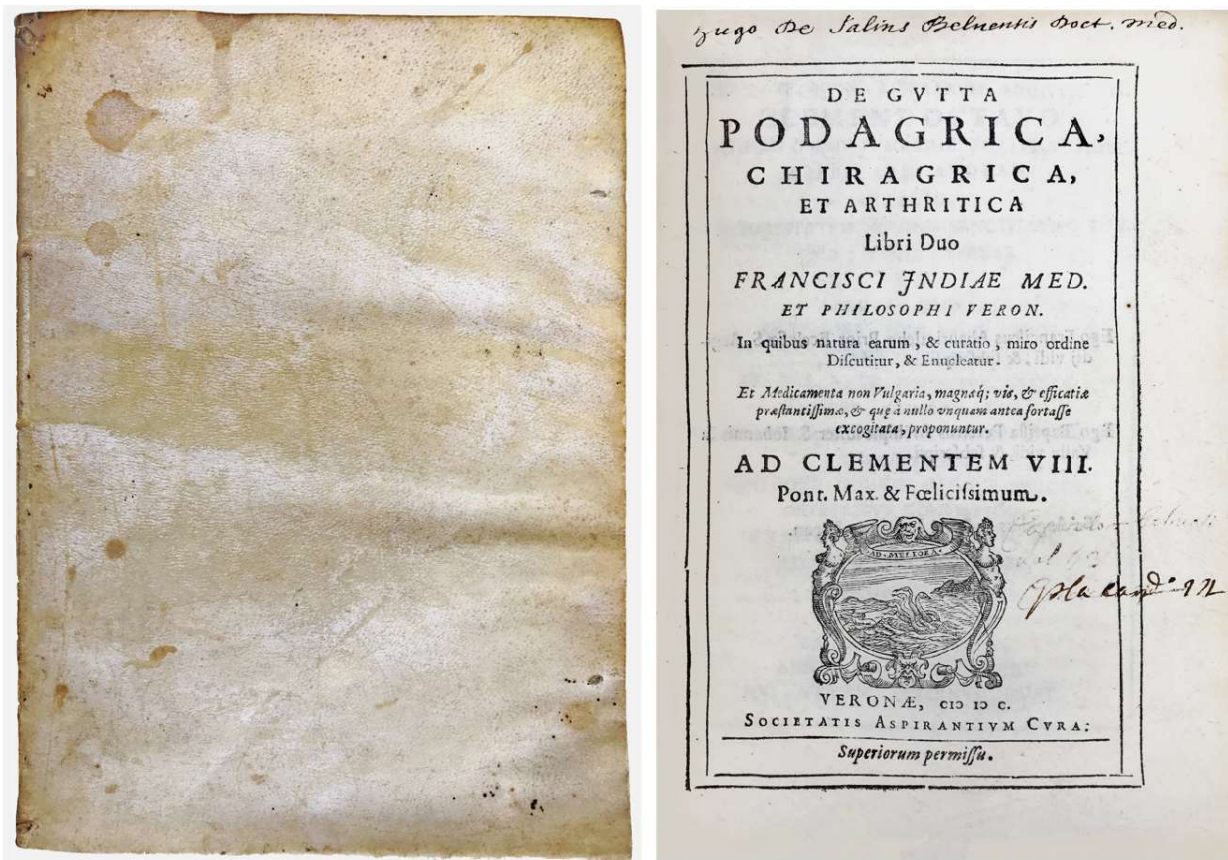 Hugo De Salins Belnensis Doct. med.
DE GVTTA
PODAGRICA,
CHIRAGRICA,
ET ARTHRITICA
Libri Duo
FRANCISCI INDIAE MED.
ET PHILOSOPHI VERON.
In quibus natura earum, & curatio, miro ordine
Diſcutitur, & Enucleatur.
Et Medicamenta non Vulgaria, magnaq́; vis, & efficatiæ
præſtantiſſimæ, & quę à nullo vnquam antea fortaſſe
excogitata, proponuntur.
AD CLEMENTEM VIII.
Pont. Max. & Fœliciſsimum.
AD MELIORA
VERONÆ, CIↃ IↃ C.
SOCIETATIS ASPIRANTIVM CVRA:
Superiorum permiſſu.